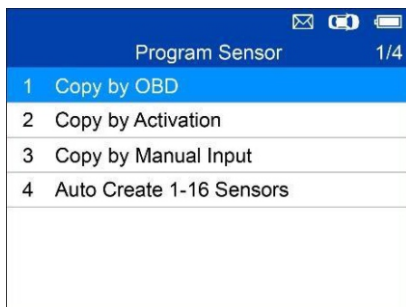 Program Sensor 1/4
1 Copy by OBD
2 Copy by Activation
3 Copy by Manual Input
4 Auto Create 1-16 Sensors